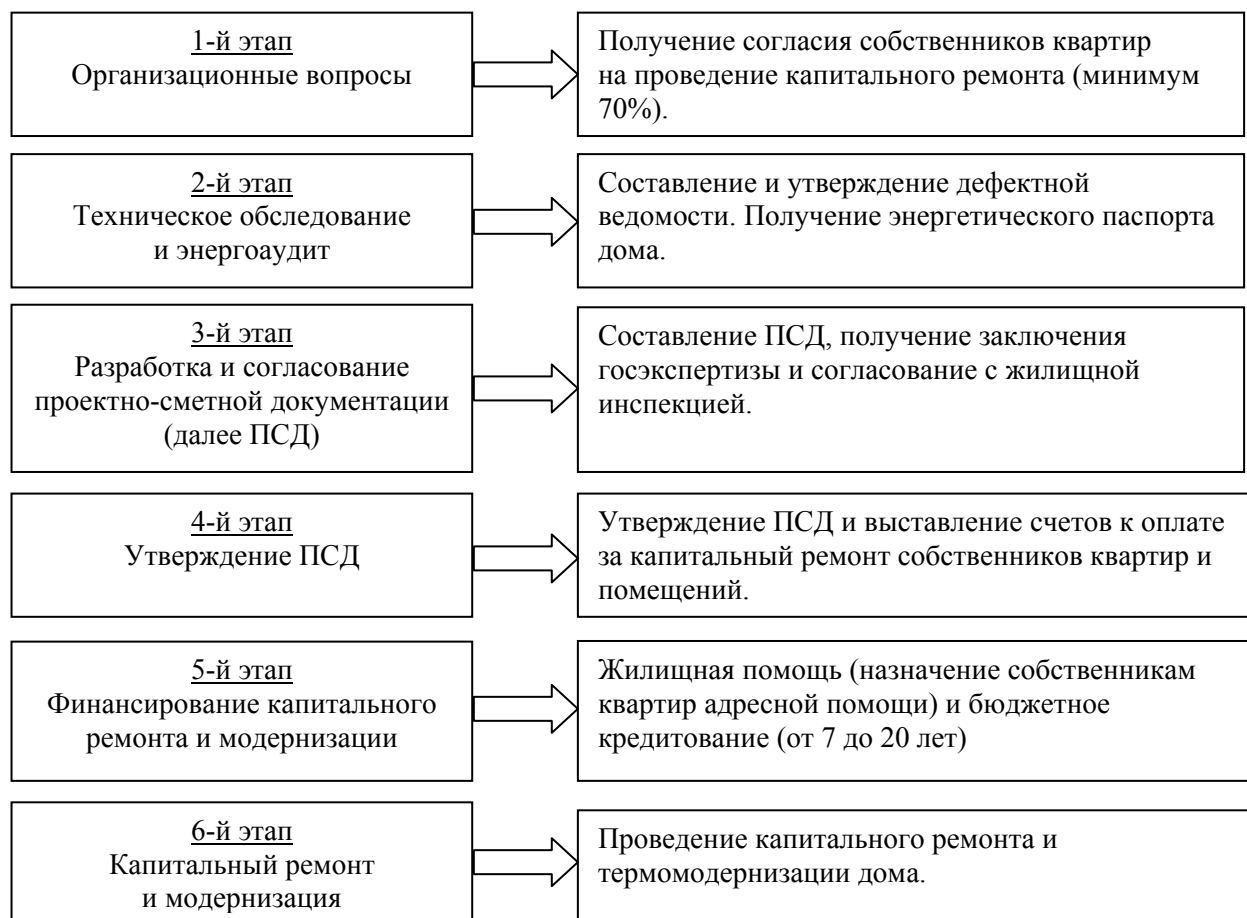 1-й этап
Организационные вопросы
Получение согласия собственников квартир
на проведение капитального ремонта (минимум
70%).
2-й этап
Техническое обследование
и энергоаудит
Составление и утверждение дефектной
ведомости. Получение энергетического паспорта
дома.
3-й этап
Разработка и согласование
проектно-сметной документации
(далее ПСД)
Составление ПСД, получение заключения
госэкспертизы и согласование с жилищной
инспекцией.
4-й этап
Утверждение ПСД
Утверждение ПСД и выставление счетов к оплате
за капитальный ремонт собственников квартир и
помещений.
5-й этап
Финансирование капитального
ремонта и модернизации
Жилищная помощь (назначение собственникам
квартир адресной помощи) и бюджетное
кредитование (от 7 до 20 лет)
6-й этап
Капитальный ремонт
и модернизация
Проведение капитального ремонта и
термомодернизации дома.